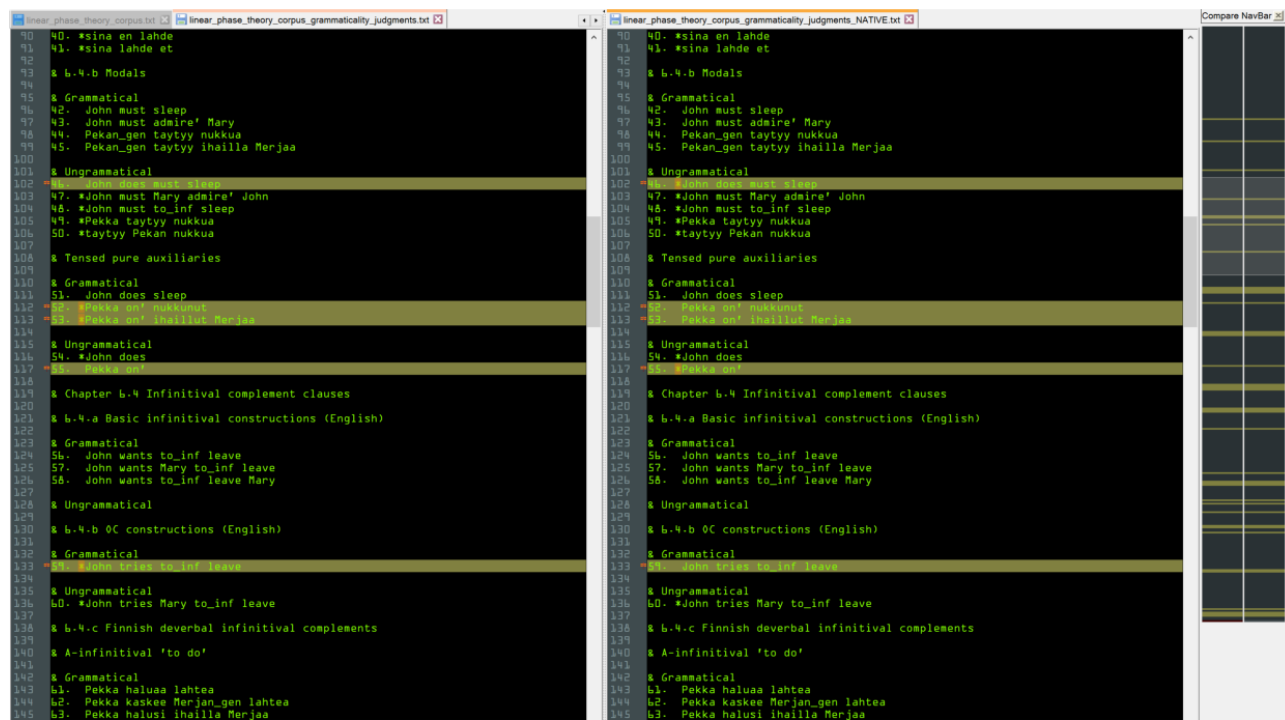 linear_phase_theory_corpus.txt linear_phase_theory_corpus_grammaticality_judgments.txt
90 40. *sina en lahde
91 41. *sina lahde et
92
93 & 6.4.b Modals
94
95 & Grammatical
96 42. John must sleep
97 43. John must admire' Mary
98 44. Pekan_gen taytyy nukkua
99 45. Pekan_gen taytyy ihailla Merjaa
100
101 & Ungrammatical
102 46. John does must sleep
103 47. *John must Mary admire' John
104 48. *John must to_inf sleep
105 49. *Pekka taytyy nukkua
106 50. *taytyy Pekan nukkua
107
108 & Tensed pure auxiliaries
109
110 & Grammatical
111 51. John does sleep
112 52. *Pekka on' nukkunut
113 53. *Pekka on' ihaillut Merjaa
114
115 & Ungrammatical
116 54. *John does
117 55. Pekka on'
118
119 & Chapter 6.4 Infinitival complement clauses
120
121 & 6.4.a Basic infinitival constructions (English)
122
123 & Grammatical
124 56. John wants to_inf leave
125 57. John wants Mary to_inf leave
126 58. John wants to_inf leave Mary
127
128 & Ungrammatical
129
130 & 6.4.b OC constructions (English)
131
132 & Grammatical
133 59. *John tries to_inf leave
134
135 & Ungrammatical
136 60. *John tries Mary to_inf leave
137
138 & 6.4.c Finnish deverbal infinitival complements
139
140 & A-infinitival 'to do'
141
142 & Grammatical
143 61. Pekka haluaa lahtea
144 62. Pekka kaskee Merjan_gen lahtea
145 63. Pekka halusi ihailla Merjaa
linear_phase_theory_corpus_grammaticality_judgments_NATIVE.txt
90 40. *sina en lahde
91 41. *sina lahde et
92
93 & 6.4.b Modals
94
95 & Grammatical
96 42. John must sleep
97 43. John must admire' Mary
98 44. Pekan_gen taytyy nukkua
99 45. Pekan_gen taytyy ihailla Merjaa
100
101 & Ungrammatical
102 46. *John does must sleep
103 47. *John must Mary admire' John
104 48. *John must to_inf sleep
105 49. *Pekka taytyy nukkua
106 50. *taytyy Pekan nukkua
107
108 & Tensed pure auxiliaries
109
110 & Grammatical
111 51. John does sleep
112 52. Pekka on' nukkunut
113 53. Pekka on' ihaillut Merjaa
114
115 & Ungrammatical
116 54. *John does
117 55. *Pekka on'
118
119 & Chapter 6.4 Infinitival complement clauses
120
121 & 6.4.a Basic infinitival constructions (English)
122
123 & Grammatical
124 56. John wants to_inf leave
125 57. John wants Mary to_inf leave
126 58. John wants to_inf leave Mary
127
128 & Ungrammatical
129
130 & 6.4.b OC constructions (English)
131
132 & Grammatical
133 59. John tries to_inf leave
134
135 & Ungrammatical
136 60. *John tries Mary to_inf leave
137
138 & 6.4.c Finnish deverbal infinitival complements
139
140 & A-infinitival 'to do'
141
142 & Grammatical
143 61. Pekka haluaa lahtea
144 62. Pekka kaskee Merjan_gen lahtea
145 63. Pekka halusi ihailla Merjaa
Compare NavBar